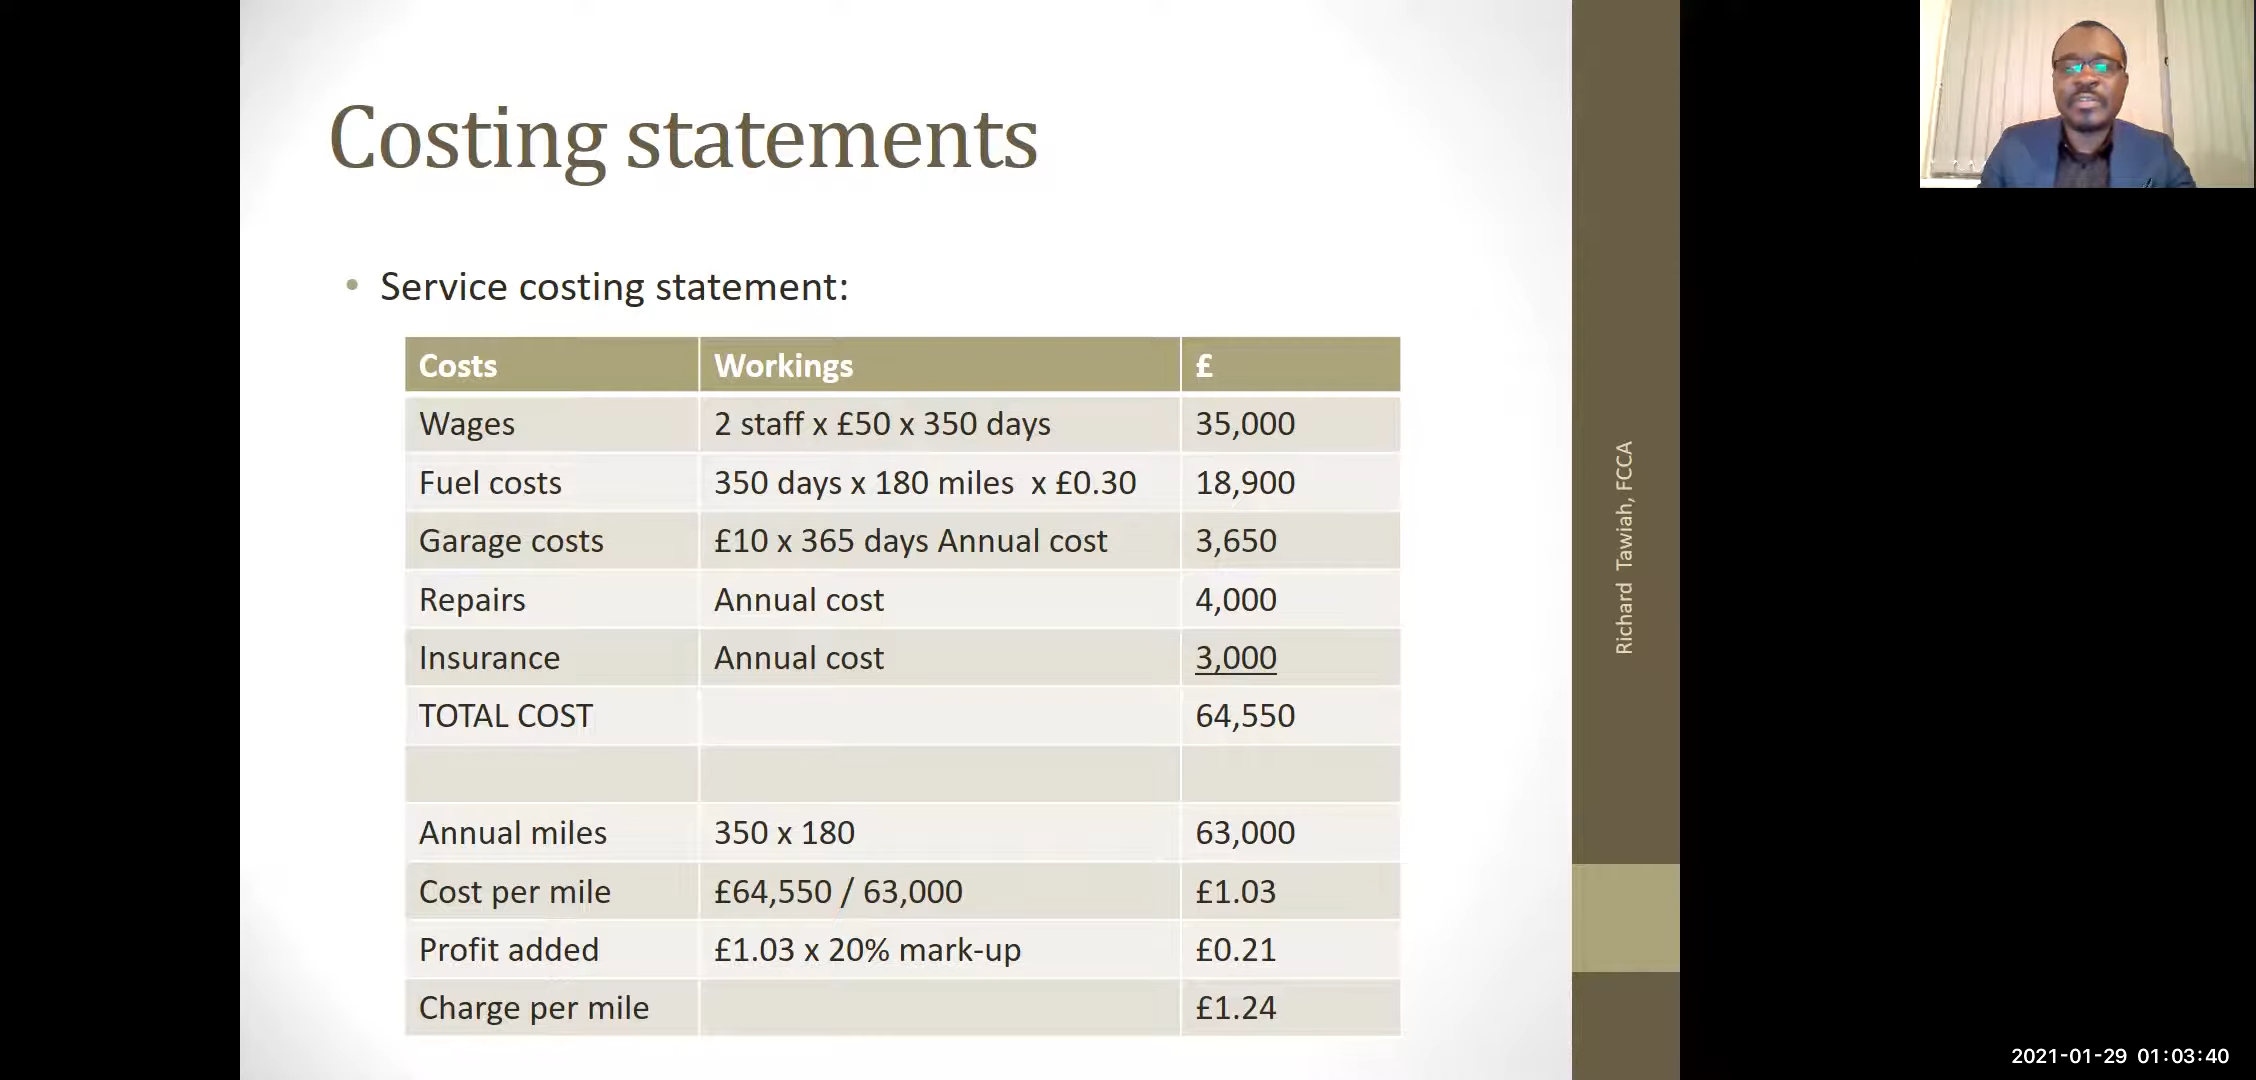 Costing statements
• Service costing statement:
Costs Workings £
Wages 2 staff x £50 x 350 days 35,000
Fuel costs 350 days x 180 miles x £0.30 18,900
Garage costs £10 x 365 days Annual cost 3,650
Repairs Annual cost 4,000
Insurance Annual cost 3,000
TOTAL COST 64,550
Annual miles 350 x 180 63,000
Cost per mile £64,550 / 63,000 £1.03
Profit added £1.03 x 20% mark-up £0.21
Charge per mile £1.24
Richard Tawiah, FCCA
2021-01-29 01:03:40